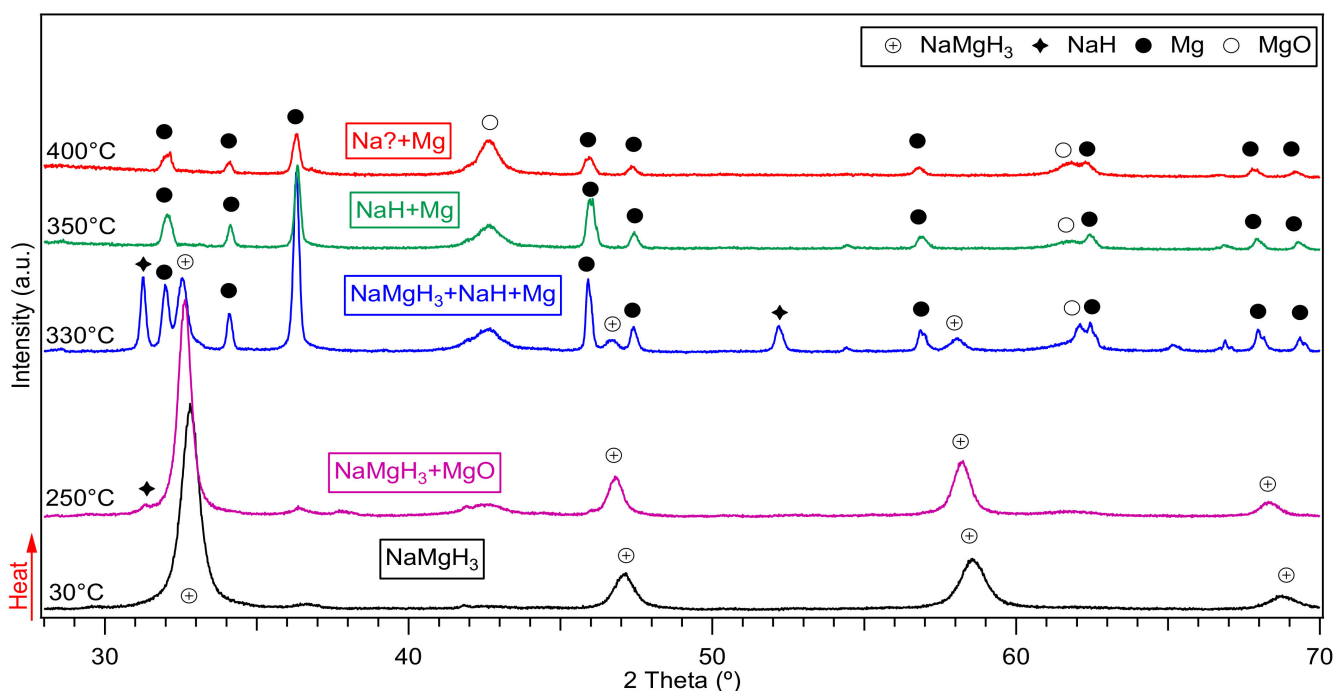 NaMgH₃ NaH Mg MgO
400°C Na?+Mg
350°C NaH+Mg
330°C NaMgH₃+NaH+Mg
250°C NaMgH₃+MgO
30°C NaMgH₃
Intensity (a.u.)
Heat
30 40 50 60 70
2 Theta (º)